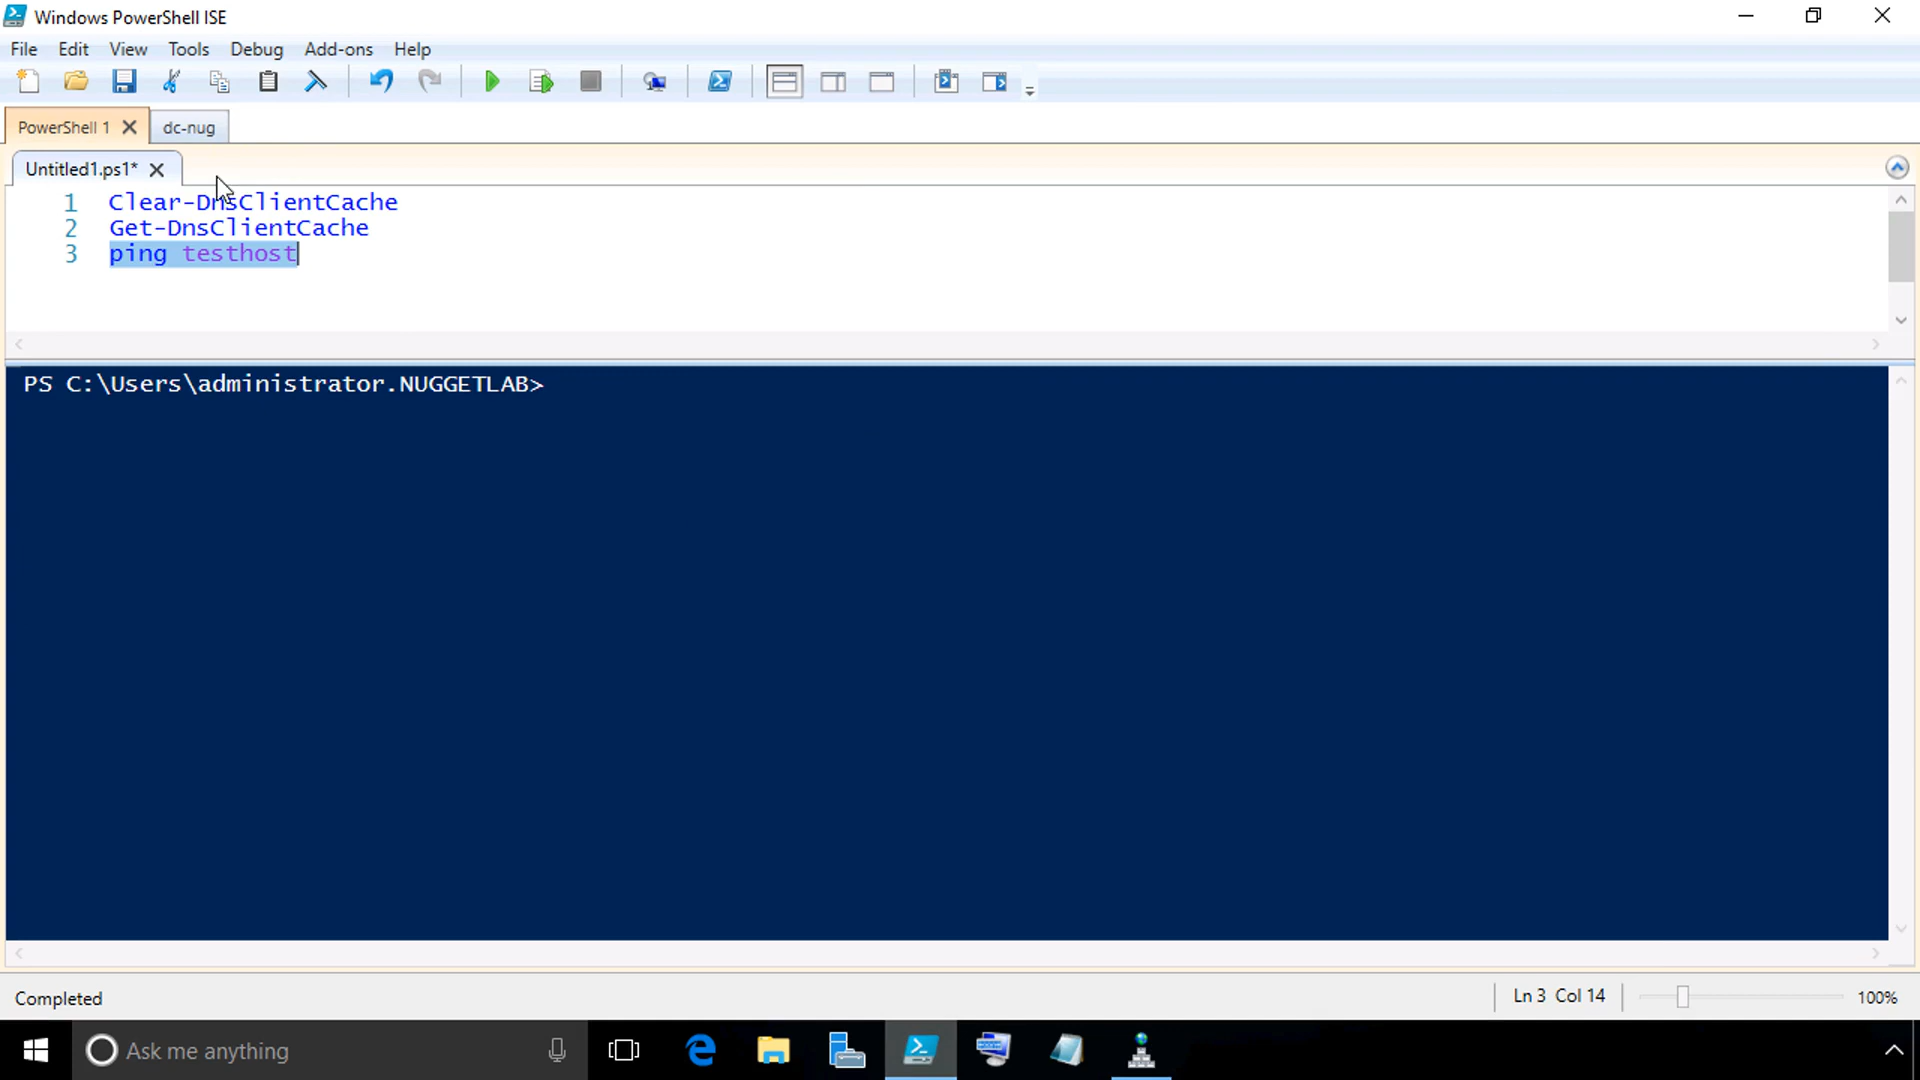 Windows PowerShell ISE
File Edit View Tools Debug Add-ons Help
PowerShell 1 dc-nug
Untitled1.ps1*
1 Clear-DnsClientCache
2 Get-DnsClientCache
3 ping testhost
PS C:\Users\administrator.NUGGETLAB>
Completed Ln 3 Col 14 100%
Ask me anything